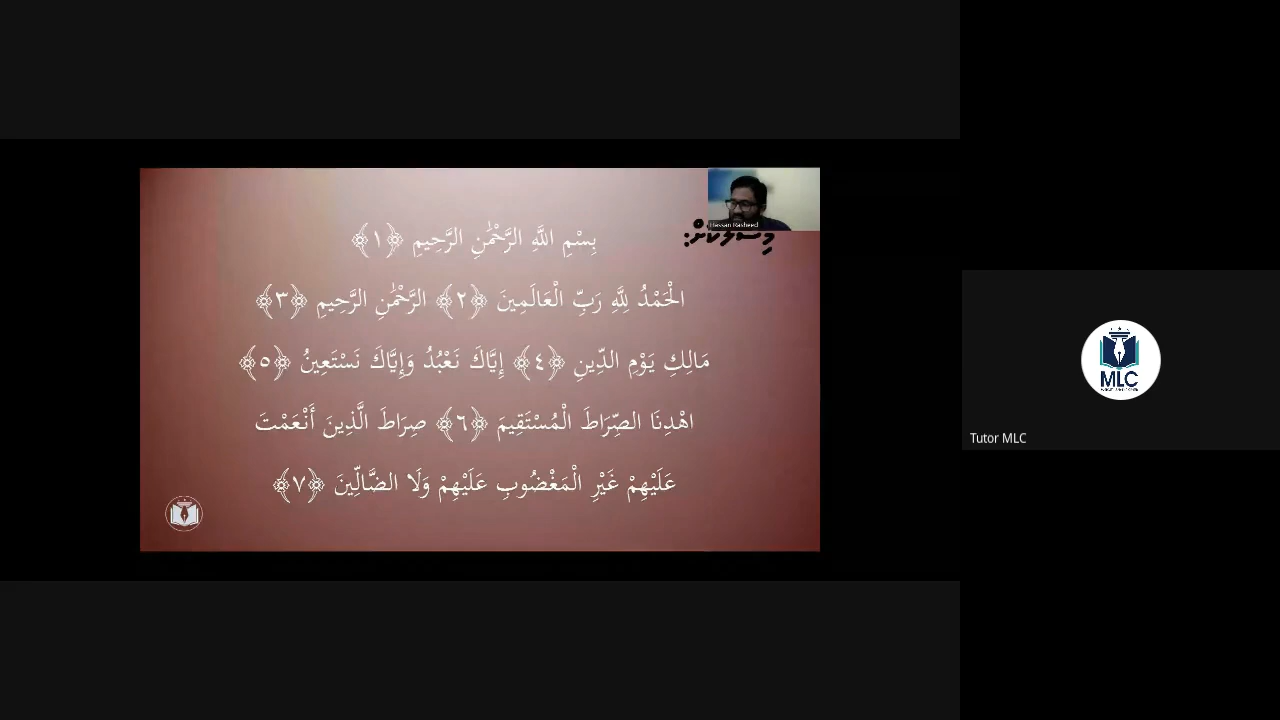 Hassan Rasheed
މިސާލަކަށް:
بِسْمِ اللَّهِ الرَّحْمَٰنِ الرَّحِيمِ ﴿١﴾
الْحَمْدُ لِلَّهِ رَبِّ الْعَالَمِينَ ﴿٢﴾ الرَّحْمَٰنِ الرَّحِيمِ ﴿٣﴾
مَالِكِ يَوْمِ الدِّينِ ﴿٤﴾ إِيَّاكَ نَعْبُدُ وَإِيَّاكَ نَسْتَعِينُ ﴿٥﴾
اهْدِنَا الصِّرَاطَ الْمُسْتَقِيمَ ﴿٦﴾ صِرَاطَ الَّذِينَ أَنْعَمْتَ
عَلَيْهِمْ غَيْرِ الْمَغْضُوبِ عَلَيْهِمْ وَلَا الضَّالِّينَ ﴿٧﴾
MLC
Tutor MLC